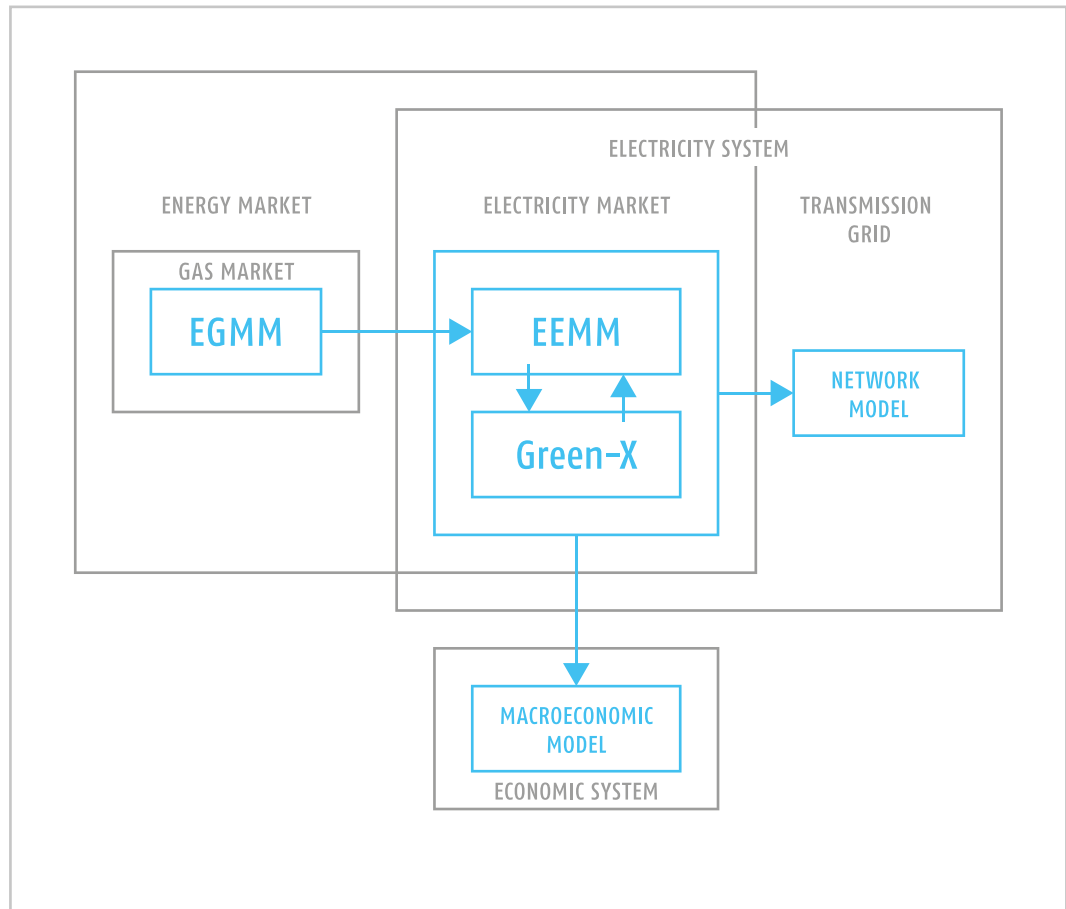 ELECTRICITY SYSTEM
ENERGY MARKET
ELECTRICITY MARKET
TRANSMISSION
GRID
GAS MARKET
EGMM
EEMM
NETWORK
MODEL
Green-X
MACROECONOMIC
MODEL
ECONOMIC SYSTEM